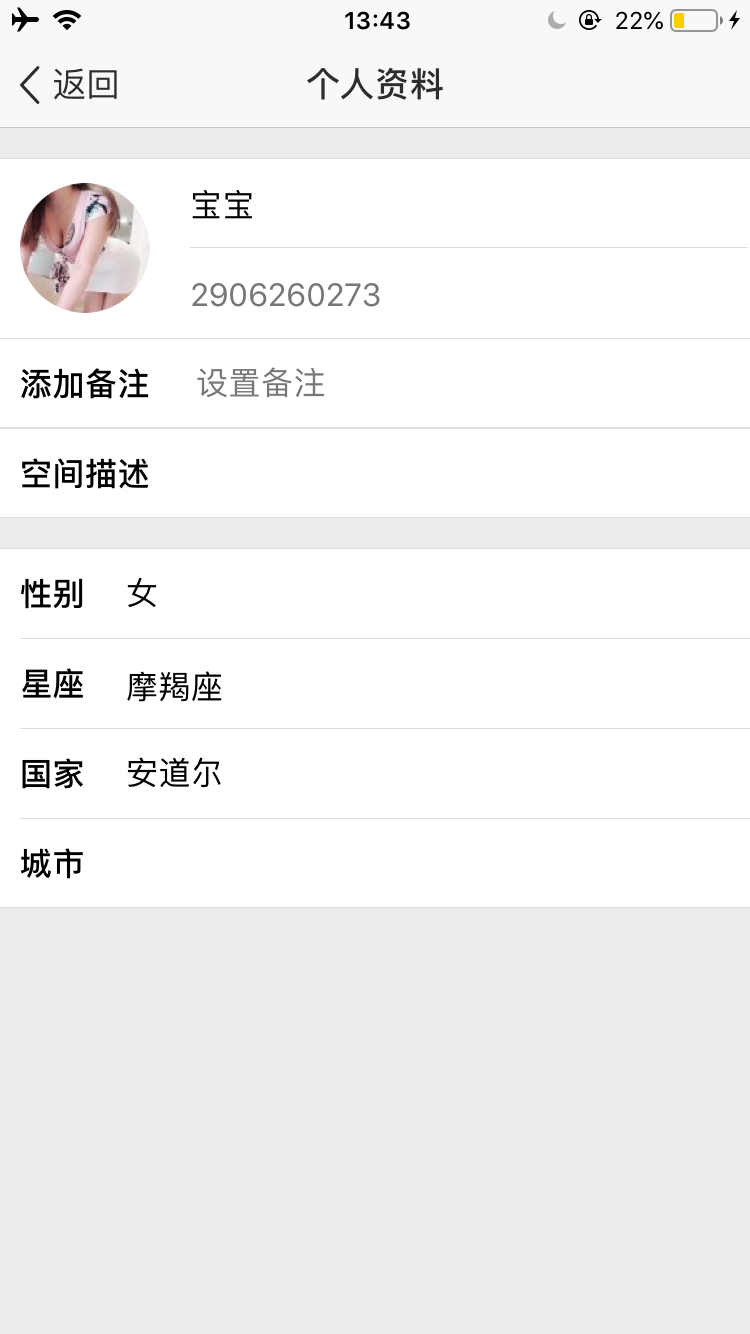 13:43 22%
返回 个人资料
宝宝
2906260273
添加备注 设置备注
空间描述
性别 女
星座 摩羯座
国家 安道尔
城市